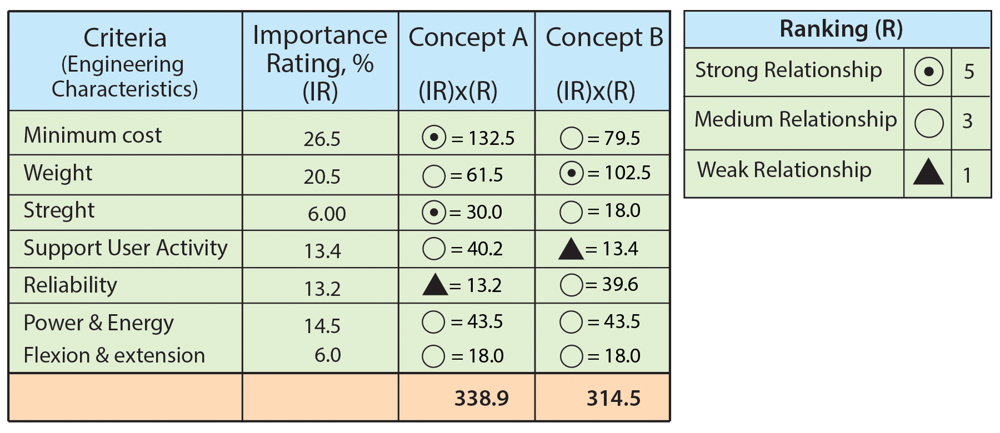 Criteria
(Engineering
Characteristics)
Importance
Rating, %
(IR)
Concept A
(IR)x(R)
Concept B
(IR)x(R)
Minimum cost 26.5 = 132.5 = 79.5
Weight 20.5 = 61.5 = 102.5
Streght 6.00 = 30.0 = 18.0
Support User Activity 13.4 = 40.2 = 13.4
Reliability 13.2 = 13.2 = 39.6
Power & Energy 14.5 = 43.5 = 43.5
Flexion & extension 6.0 = 18.0 = 18.0
338.9 314.5
Ranking (R)
Strong Relationship 5
Medium Relationship 3
Weak Relationship 1